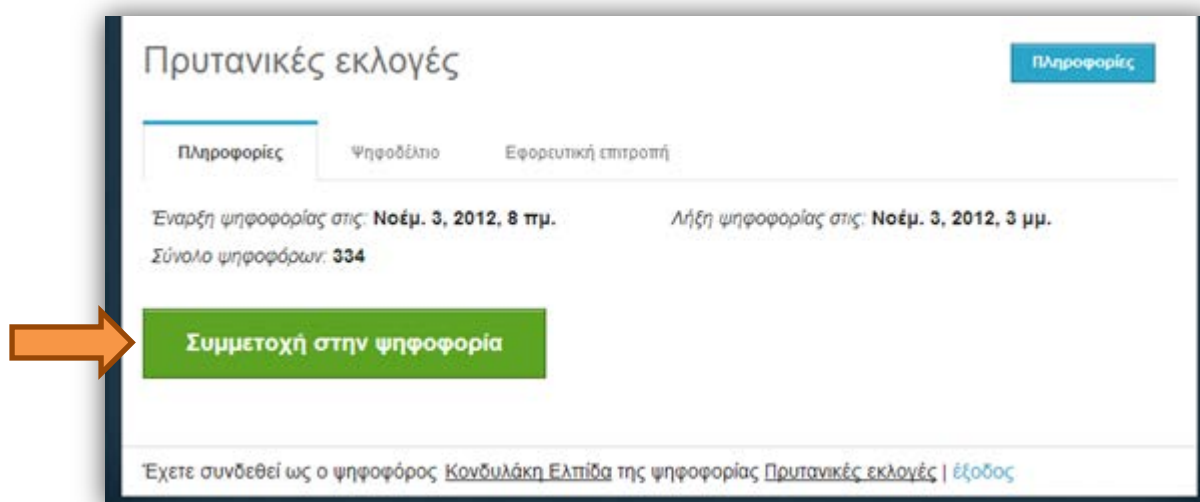 Πρυτανικές εκλογές
Πληροφορίες
Πληροφορίες Ψηφοδέλτιο Εφορευτική επιτροπή
Έναρξη ψηφοφορίας στις: Νοέμ. 3, 2012, 8 πμ. Λήξη ψηφοφορίας στις: Νοέμ. 3, 2012, 3 μμ.
Σύνολο ψηφοφόρων: 334
Συμμετοχή στην ψηφοφορία
Έχετε συνδεθεί ως ο ψηφοφόρος Κονδυλάκη Ελπίδα της ψηφοφορίας Πρυτανικές εκλογές | έξοδος